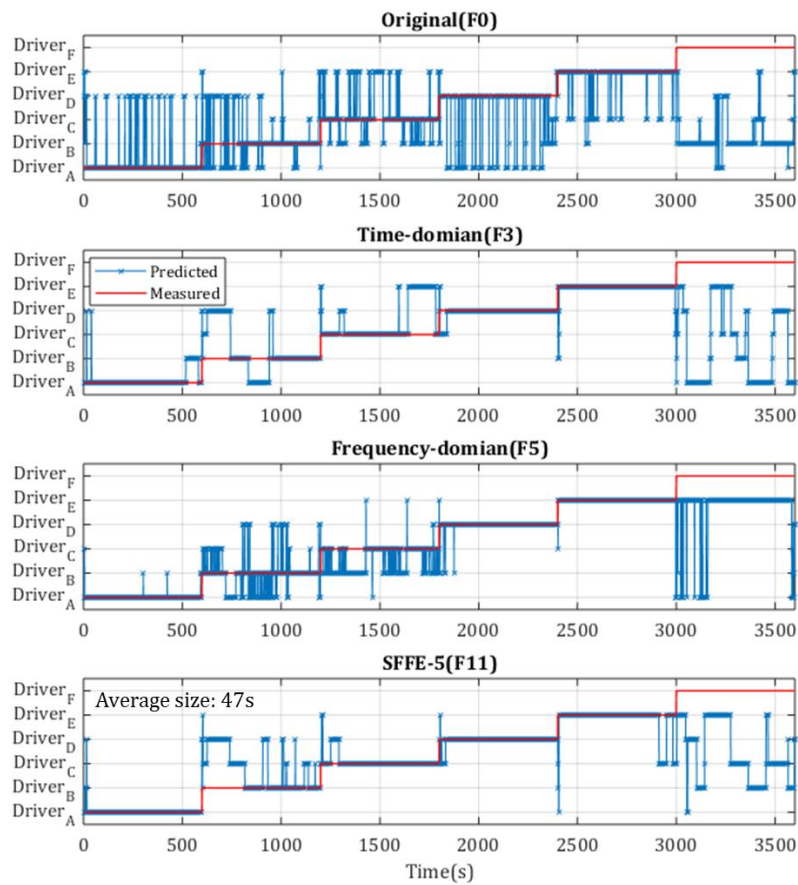 Original(F0)
Driver_F
Driver_E
Driver_D
Driver_C
Driver_B
Driver_A
0 500 1000 1500 2000 2500 3000 3500
Time-domian(F3)
Driver_F
Driver_E
Driver_D
Driver_C
Driver_B
Driver_A
Predicted
Measured
0 500 1000 1500 2000 2500 3000 3500
Frequency-domian(F5)
Driver_F
Driver_E
Driver_D
Driver_C
Driver_B
Driver_A
0 500 1000 1500 2000 2500 3000 3500
SFFE-5(F11)
Driver_F
Driver_E
Driver_D
Driver_C
Driver_B
Driver_A
Average size: 47s
0 500 1000 1500 2000 2500 3000 3500
Time(s)